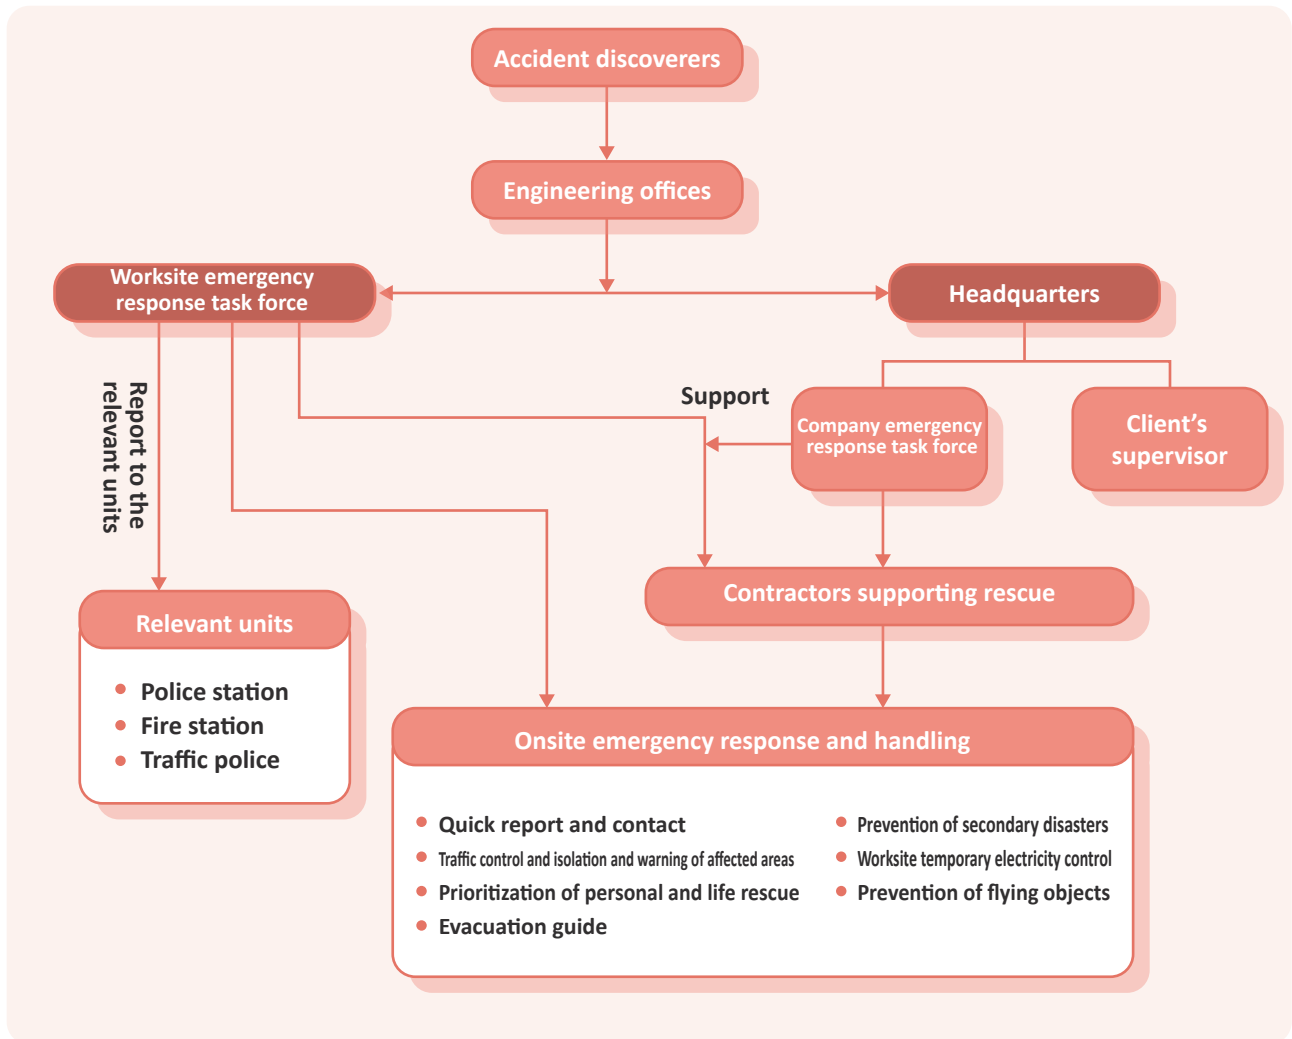 Accident discoverers
Engineering offices
Worksite emergency
response task force
Headquarters
Report to the
relevant units
Support
Company emergency
response task force
Client’s
supervisor
Contractors supporting rescue
Relevant units
Police station
Fire station
Traffic police
Onsite emergency response and handling
Quick report and contact
Traffic control and isolation and warning of affected areas
Prioritization of personal and life rescue
Evacuation guide
Prevention of secondary disasters
Worksite temporary electricity control
Prevention of flying objects